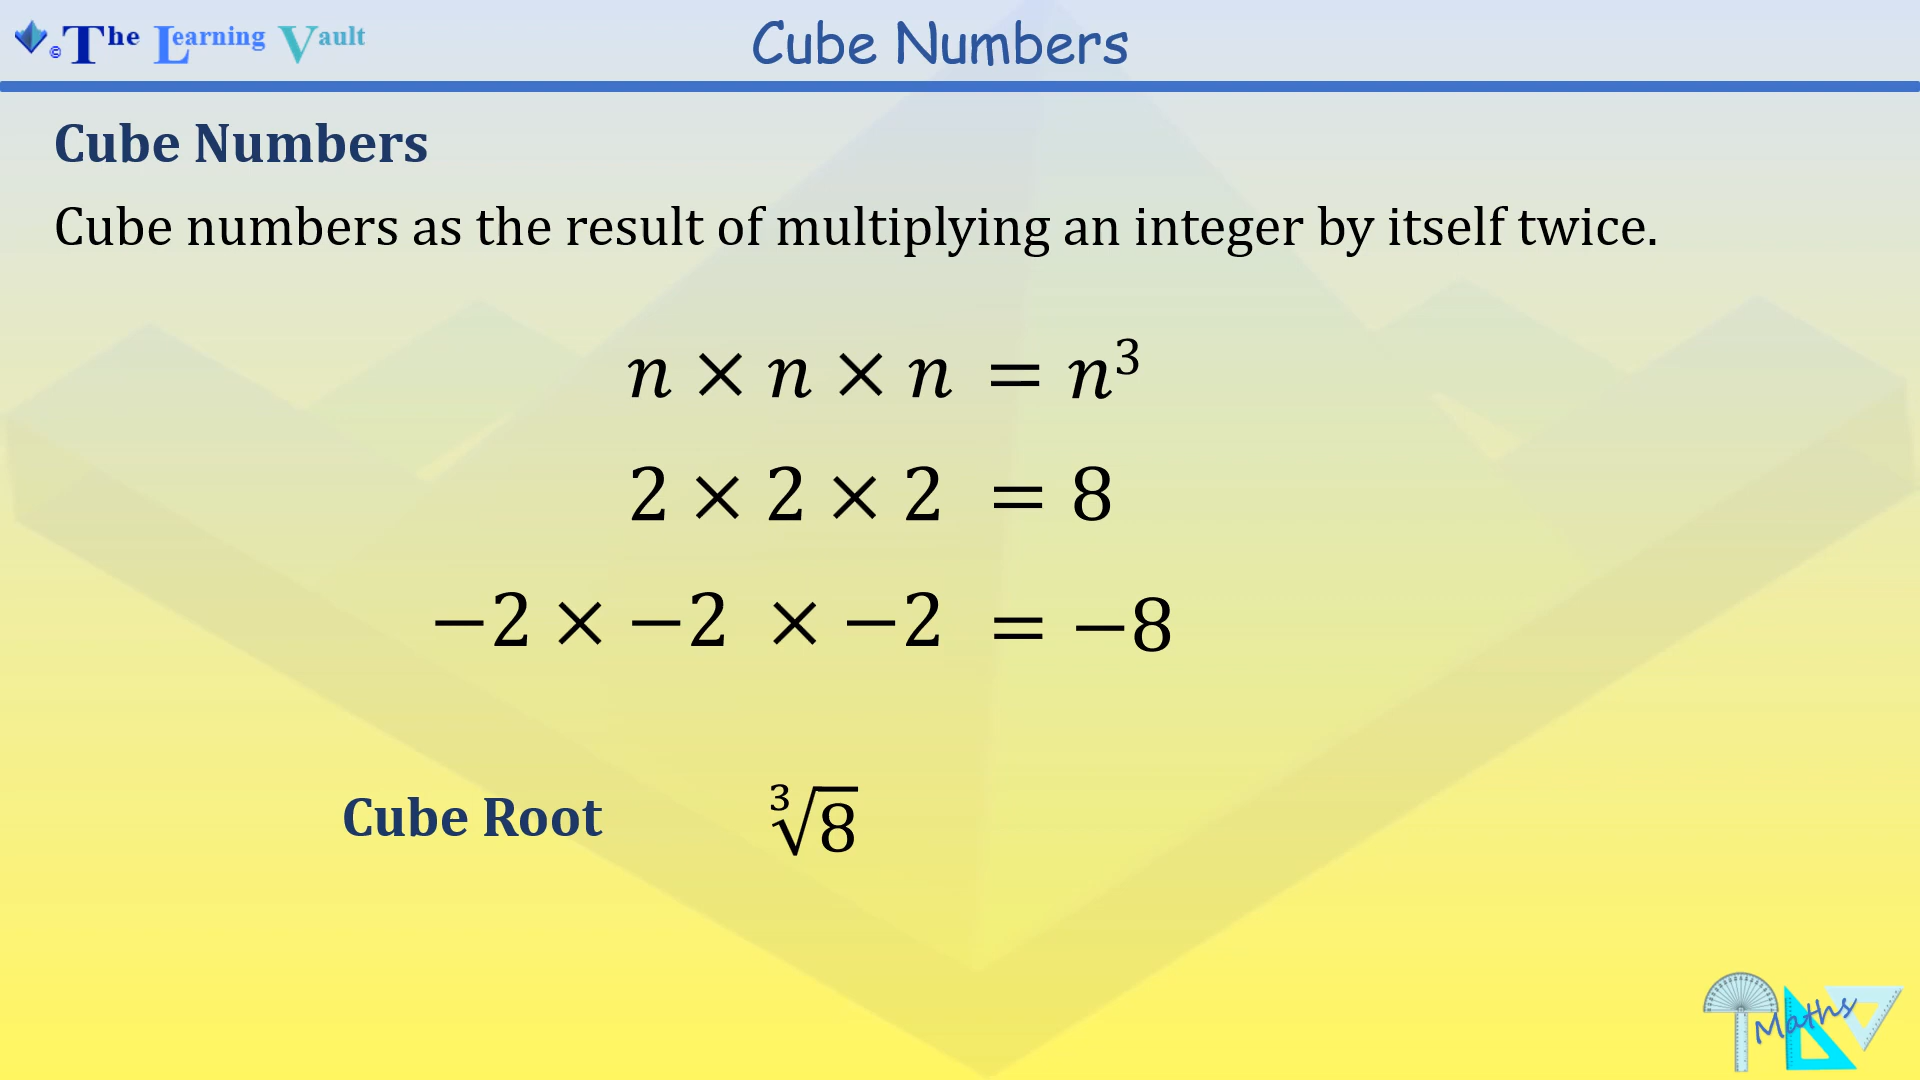 © The Learning Vault
Cube Numbers
Cube Numbers
Cube numbers as the result of multiplying an integer by itself twice.
n × n × n = n³
2 × 2 × 2 = 8
−2 × −2 × −2 = −8
Cube Root ³√8
Maths